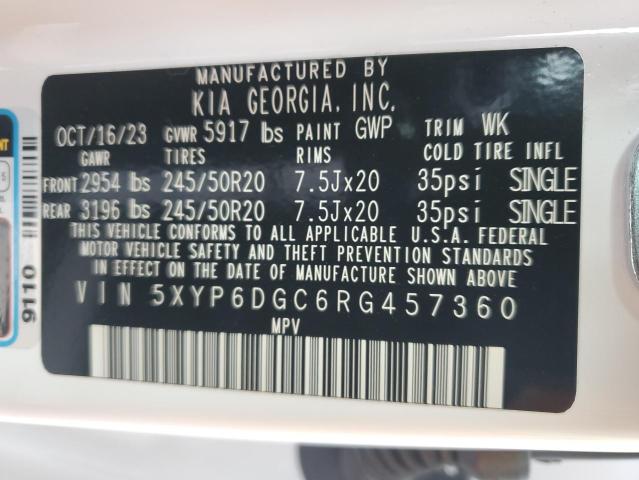 MANUFACTURED BY
KIA GEORGIA, INC.
OCT/16/23 GVWR 5917 lbs PAINT GWP TRIM WK
GAWR TIRES RIMS COLD TIRE INFL
FRONT 2954 lbs 245/50R20 7.5Jx20 35psi SINGLE
REAR 3196 lbs 245/50R20 7.5Jx20 35psi SINGLE
THIS VEHICLE CONFORMS TO ALL APPLICABLE U.S.A. FEDERAL
MOTOR VEHICLE SAFETY AND THEFT PREVENTION STANDARDS
IN EFFECT ON THE DATE OF MANUFACTURE SHOWN ABOVE
VIN 5XYP6DGC6RG457360
MPV
9110